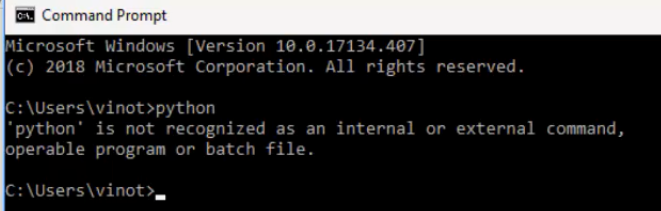 Command Prompt
Microsoft Windows [Version 10.0.17134.407]
(c) 2018 Microsoft Corporation. All rights reserved.
C:\Users\vinot>python
'python' is not recognized as an internal or external command,
operable program or batch file.
C:\Users\vinot>